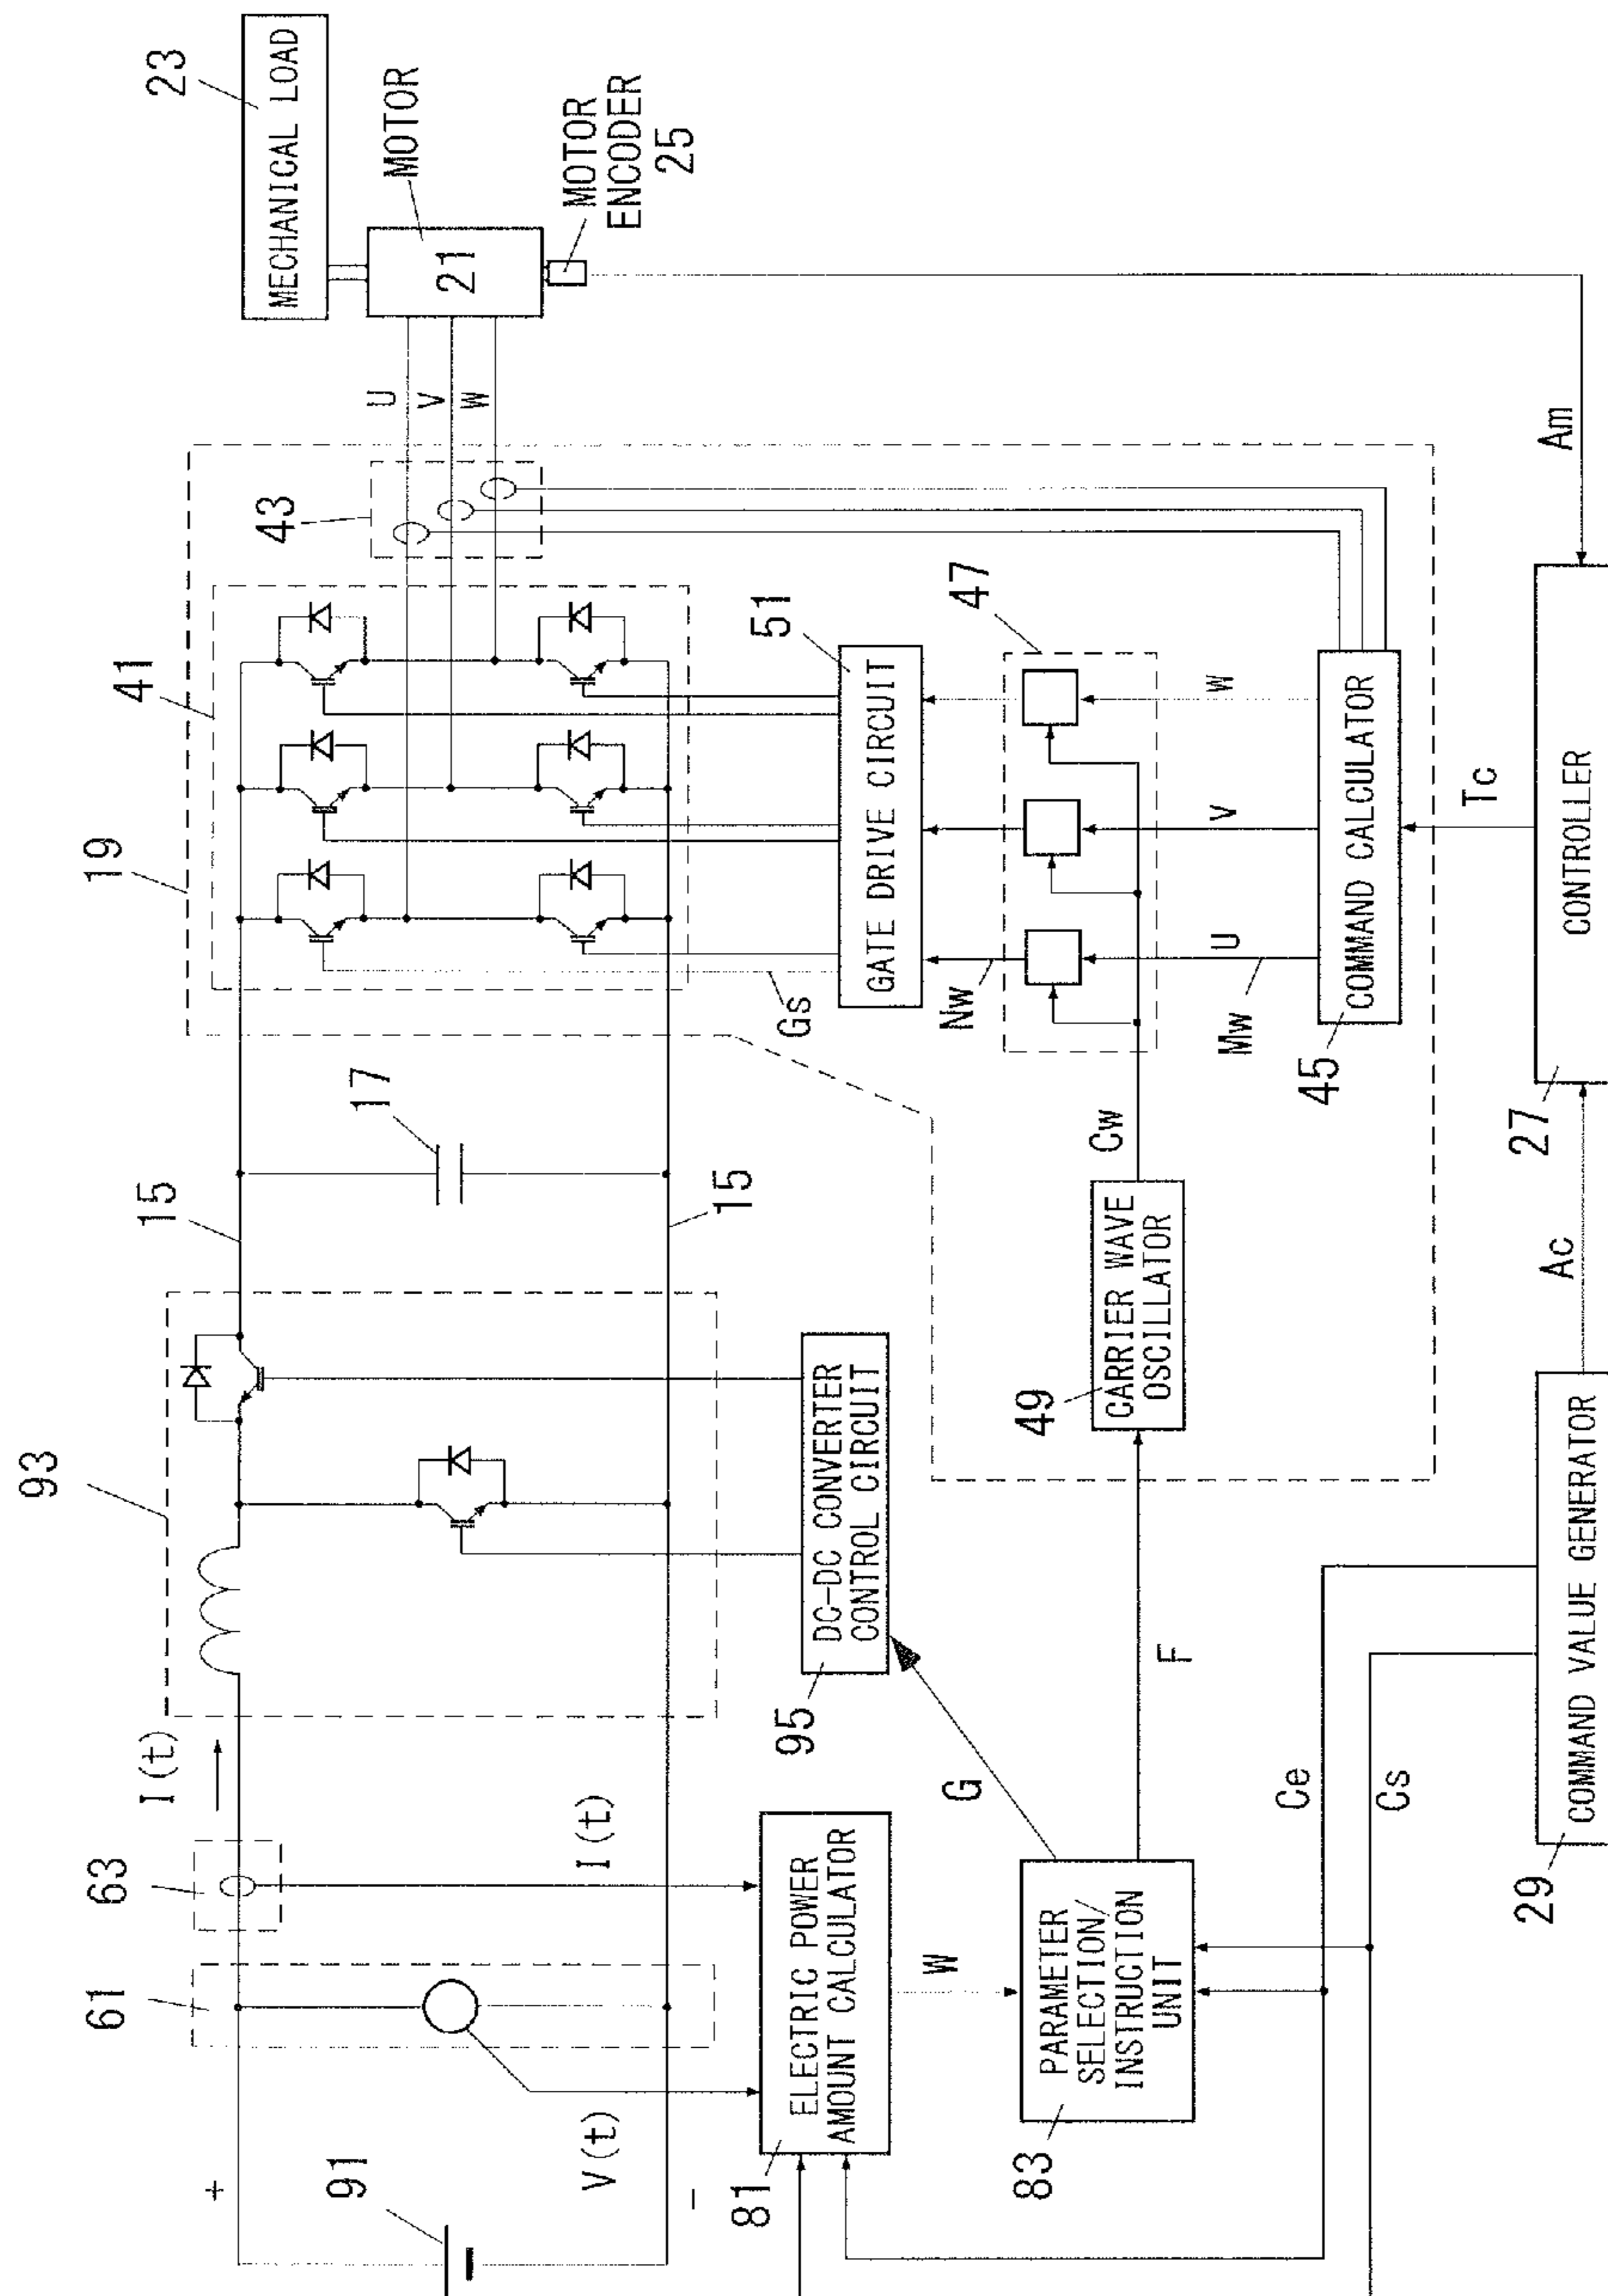 93
I(t)
63
61
+
91
V(t)
-
I(t)
15
17
15
19
41
43
U
V
W
23
MECHANICAL LOAD
MOTOR
21
MOTOR
ENCODER
25
81
ELECTRIC POWER
AMOUNT CALCULATOR
95
DC-DC CONVERTER
CONTROL CIRCUIT
Gs
GATE DRIVE CIRCUIT
51
W
G
Nw
47
83
PARAMETER
SELECTION/
INSTRUCTION
UNIT
F
49
CARRIER WAVE
OSCILLATOR
Cw
Mw
U
V
W
45
COMMAND CALCULATOR
Ce
Cs
Tc
Am
29
COMMAND VALUE GENERATOR
Ac
27
CONTROLLER